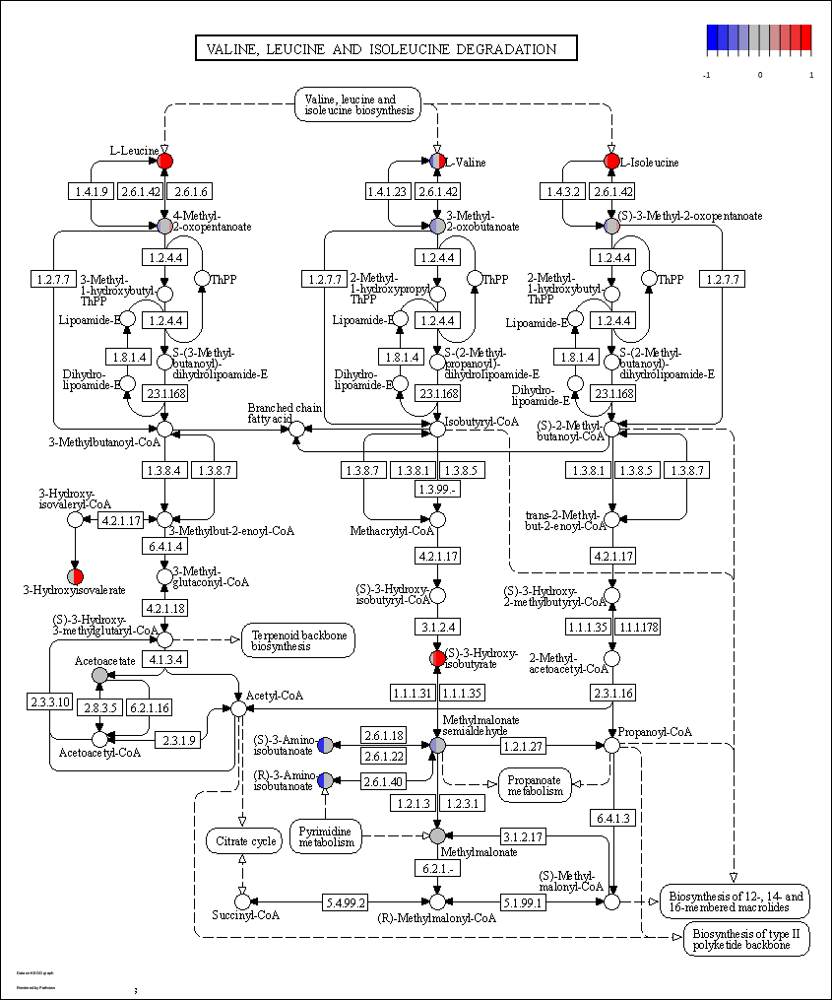 VALINE, LEUCINE AND ISOLEUCINE DEGRADATION
-1 0 1
Valine, leucine and
isoleucine biosynthesis
L-Leucine
L-Valine
L-Isoleucine
1.4.1.9
2.6.1.42
2.6.1.6
1.4.1.23
2.6.1.42
1.4.3.2
2.6.1.42
4-Methyl-
2-oxopentanoate
3-Methyl-
2-oxobutanoate
(S)-3-Methyl-2-oxopentanoate
1.2.4.4
1.2.4.4
1.2.4.4
1.2.7.7
3-Methyl-
1-hydroxybutyl-
ThPP
ThPP
1.2.7.7
2-Methyl-
1-hydroxypropyl-
ThPP
ThPP
2-Methyl-
1-hydroxybutyl-
ThPP
ThPP
1.2.7.7
Lipoamide-E
1.2.4.4
Lipoamide-E
1.2.4.4
Lipoamide-E
1.2.4.4
1.8.1.4
S-(3-Methyl-
butanoyl)-
dihydrolipoamide-E
1.8.1.4
S-(2-Methyl-
propanoyl)-
dihydrolipoamide-E
1.8.1.4
S-(2-Methyl-
butanoyl)-
dihydrolipoamide-E
Dihydro-
lipoamide-E
2.3.1.168
Dihydro-
lipoamide-E
2.3.1.168
Dihydro-
lipoamide-E
2.3.1.168
Branched chain
fatty acid
3-Methylbutanoyl-CoA
Isobutyryl-CoA
(S)-2-Methyl-
butanoyl-CoA
1.3.8.4
1.3.8.7
1.3.8.7
1.3.8.1
1.3.8.5
1.3.99.-
1.3.8.1
1.3.8.5
1.3.8.7
3-Hydroxy-
isovaleryl-CoA
4.2.1.17
3-Methylbut-2-enoyl-CoA
Methacrylyl-CoA
trans-2-Methyl-
but-2-enoyl-CoA
6.4.1.4
4.2.1.17
4.2.1.17
3-Hydroxyisovalerate
3-Methyl-
glutaconyl-CoA
(S)-3-Hydroxy-
isobutyryl-CoA
(S)-3-Hydroxy-
2-methylbutyryl-CoA
4.2.1.18
(S)-3-Hydroxy-
3-methylglutaryl-CoA
Terpenoid backbone
biosynthesis
3.1.2.4
1.1.1.35
1.1.1.178
Acetoacetate
4.1.3.4
(S)-3-Hydroxy-
isobutyrate
2-Methyl-
acetoacetyl-CoA
2.3.3.10
2.8.3.5
6.2.1.16
Acetyl-CoA
1.1.1.31
1.1.1.35
2.3.1.16
Acetoacetyl-CoA
2.3.1.9
Methylmalonate
semialdehyde
Propanoyl-CoA
(S)-3-Amino-
isobutanoate
2.6.1.18
2.6.1.22
1.2.1.27
(R)-3-Amino-
isobutanoate
2.6.1.40
Propanoate
metabolism
1.2.1.3
1.2.3.1
6.4.1.3
Citrate cycle
Pyrimidine
metabolism
Methylmalonate
3.1.2.17
6.2.1.-
(S)-Methyl-
malonyl-CoA
Succinyl-CoA
5.4.99.2
(R)-Methylmalonyl-CoA
5.1.99.1
Biosynthesis of 12-, 14- and
16-membered macrolides
Biosynthesis of type II
polyketide backbone
Data on KEGG graph
Rendered by Pathview
;